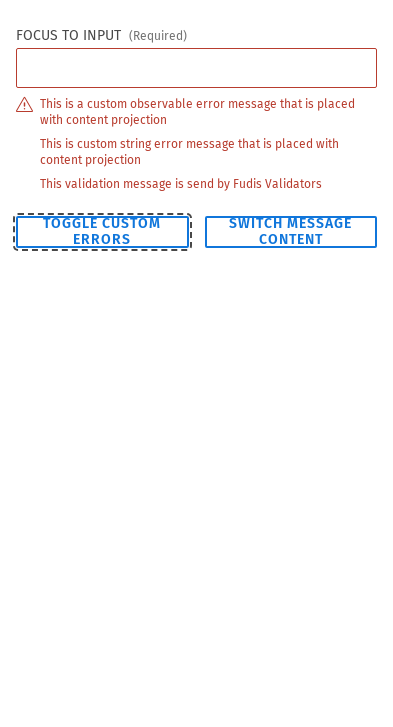 FOCUS TO INPUT (Required)
This is a custom observable error message that is placed
with content projection
This is custom string error message that is placed with
content projection
This validation message is send by Fudis Validators
TOGGLE CUSTOM
ERRORS
SWITCH MESSAGE
CONTENT